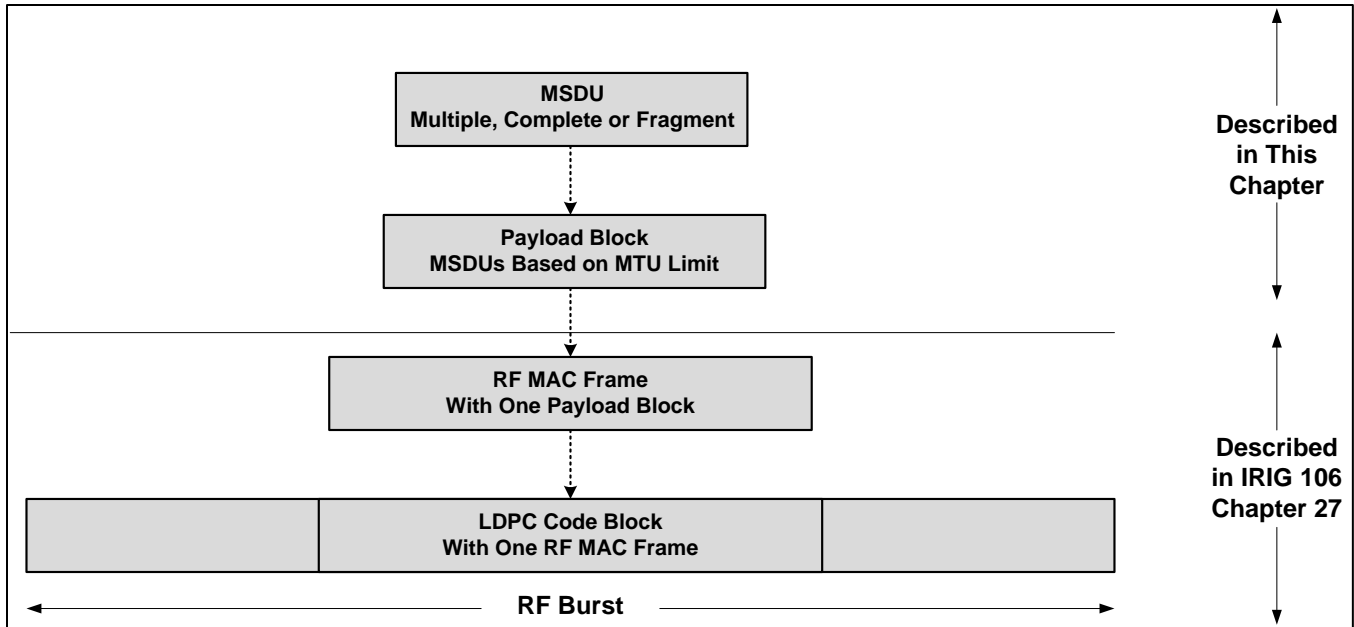 MSDU
Multiple, Complete or Fragment
Described
in This
Chapter
Payload Block
MSDUs Based on MTU Limit
RF MAC Frame
With One Payload Block
Described
in IRIG 106
Chapter 27
LDPC Code Block
With One RF MAC Frame
RF Burst